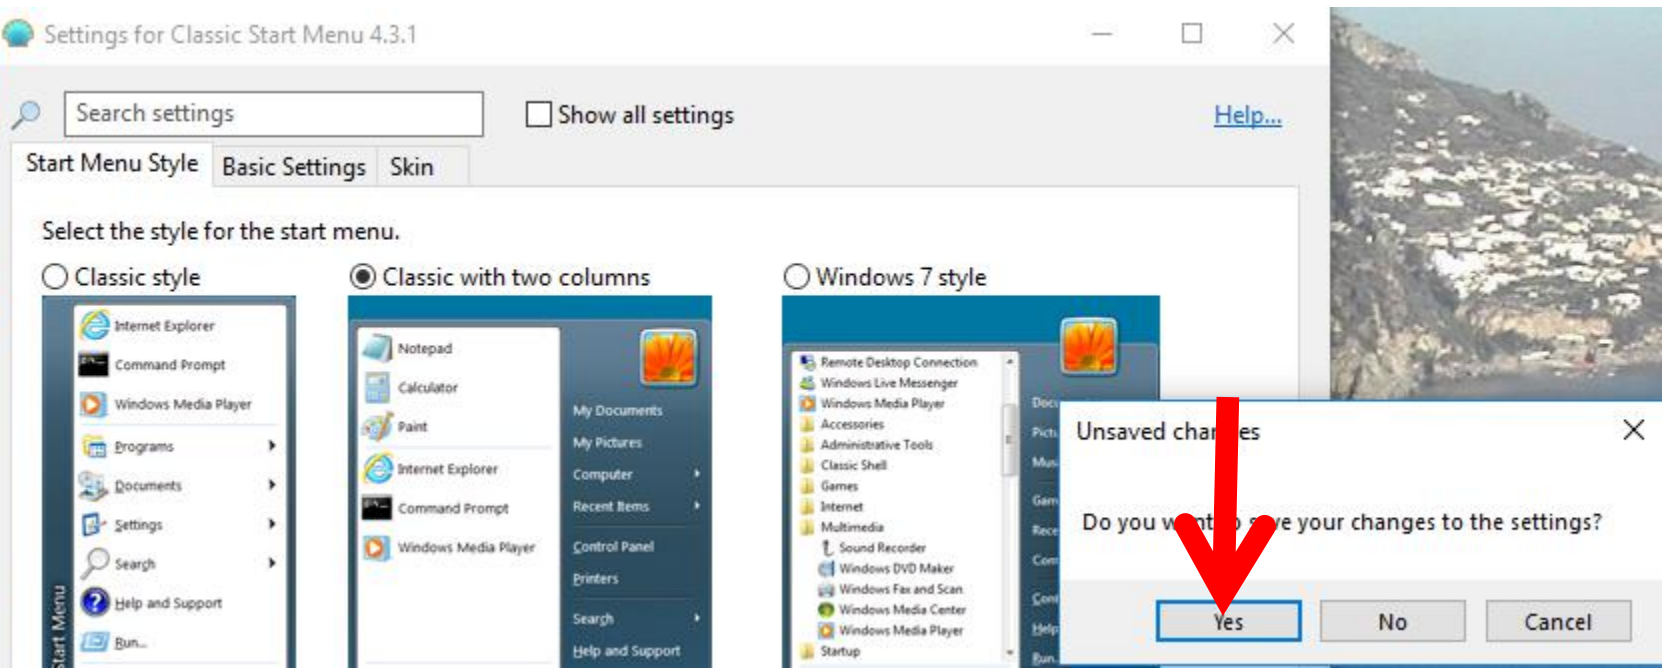 Settings for Classic Start Menu 4.3.1
Search settings
Show all settings
Help...
Start Menu Style
Basic Settings
Skin
Select the style for the start menu.
Classic style
Classic with two columns
Windows 7 style
Internet Explorer
Command Prompt
Windows Media Player
Programs
Documents
Settings
Search
Help and Support
Run...
Start Menu
Notepad
Calculator
Paint
Internet Explorer
Command Prompt
Windows Media Player
My Documents
My Pictures
Computer
Recent Items
Control Panel
Printers
Search
Help and Support
Remote Desktop Connection
Windows Live Messenger
Windows Media Player
Accessories
Administrative Tools
Classic Shell
Games
Internet
Multimedia
Sound Recorder
Windows DVD Maker
Windows Fax and Scan
Windows Media Center
Windows Media Player
Startup
Unsaved changes
Do you want to save your changes to the settings?
Yes
No
Cancel